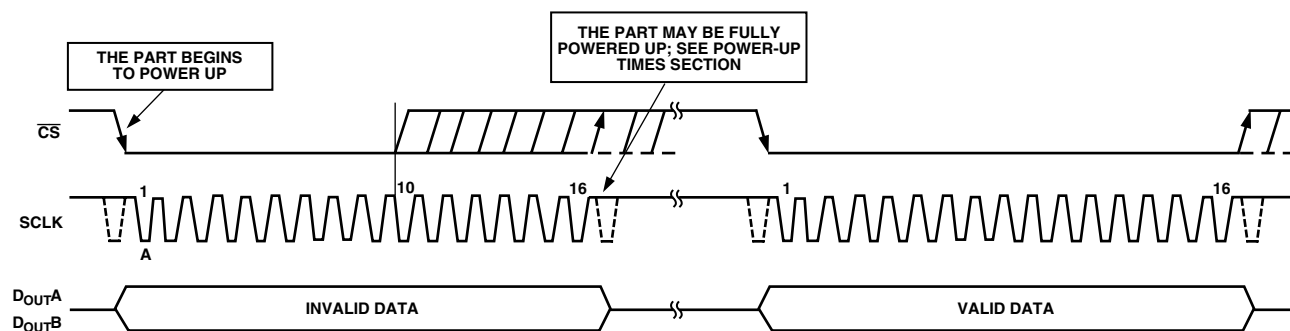 THE PART MAY BE FULLY
POWERED UP; SEE POWER-UP
TIMES SECTION
THE PART BEGINS
TO POWER UP
CS
1
10
16
1
16
SCLK
A
DOUTA
DOUTB
INVALID DATA
VALID DATA